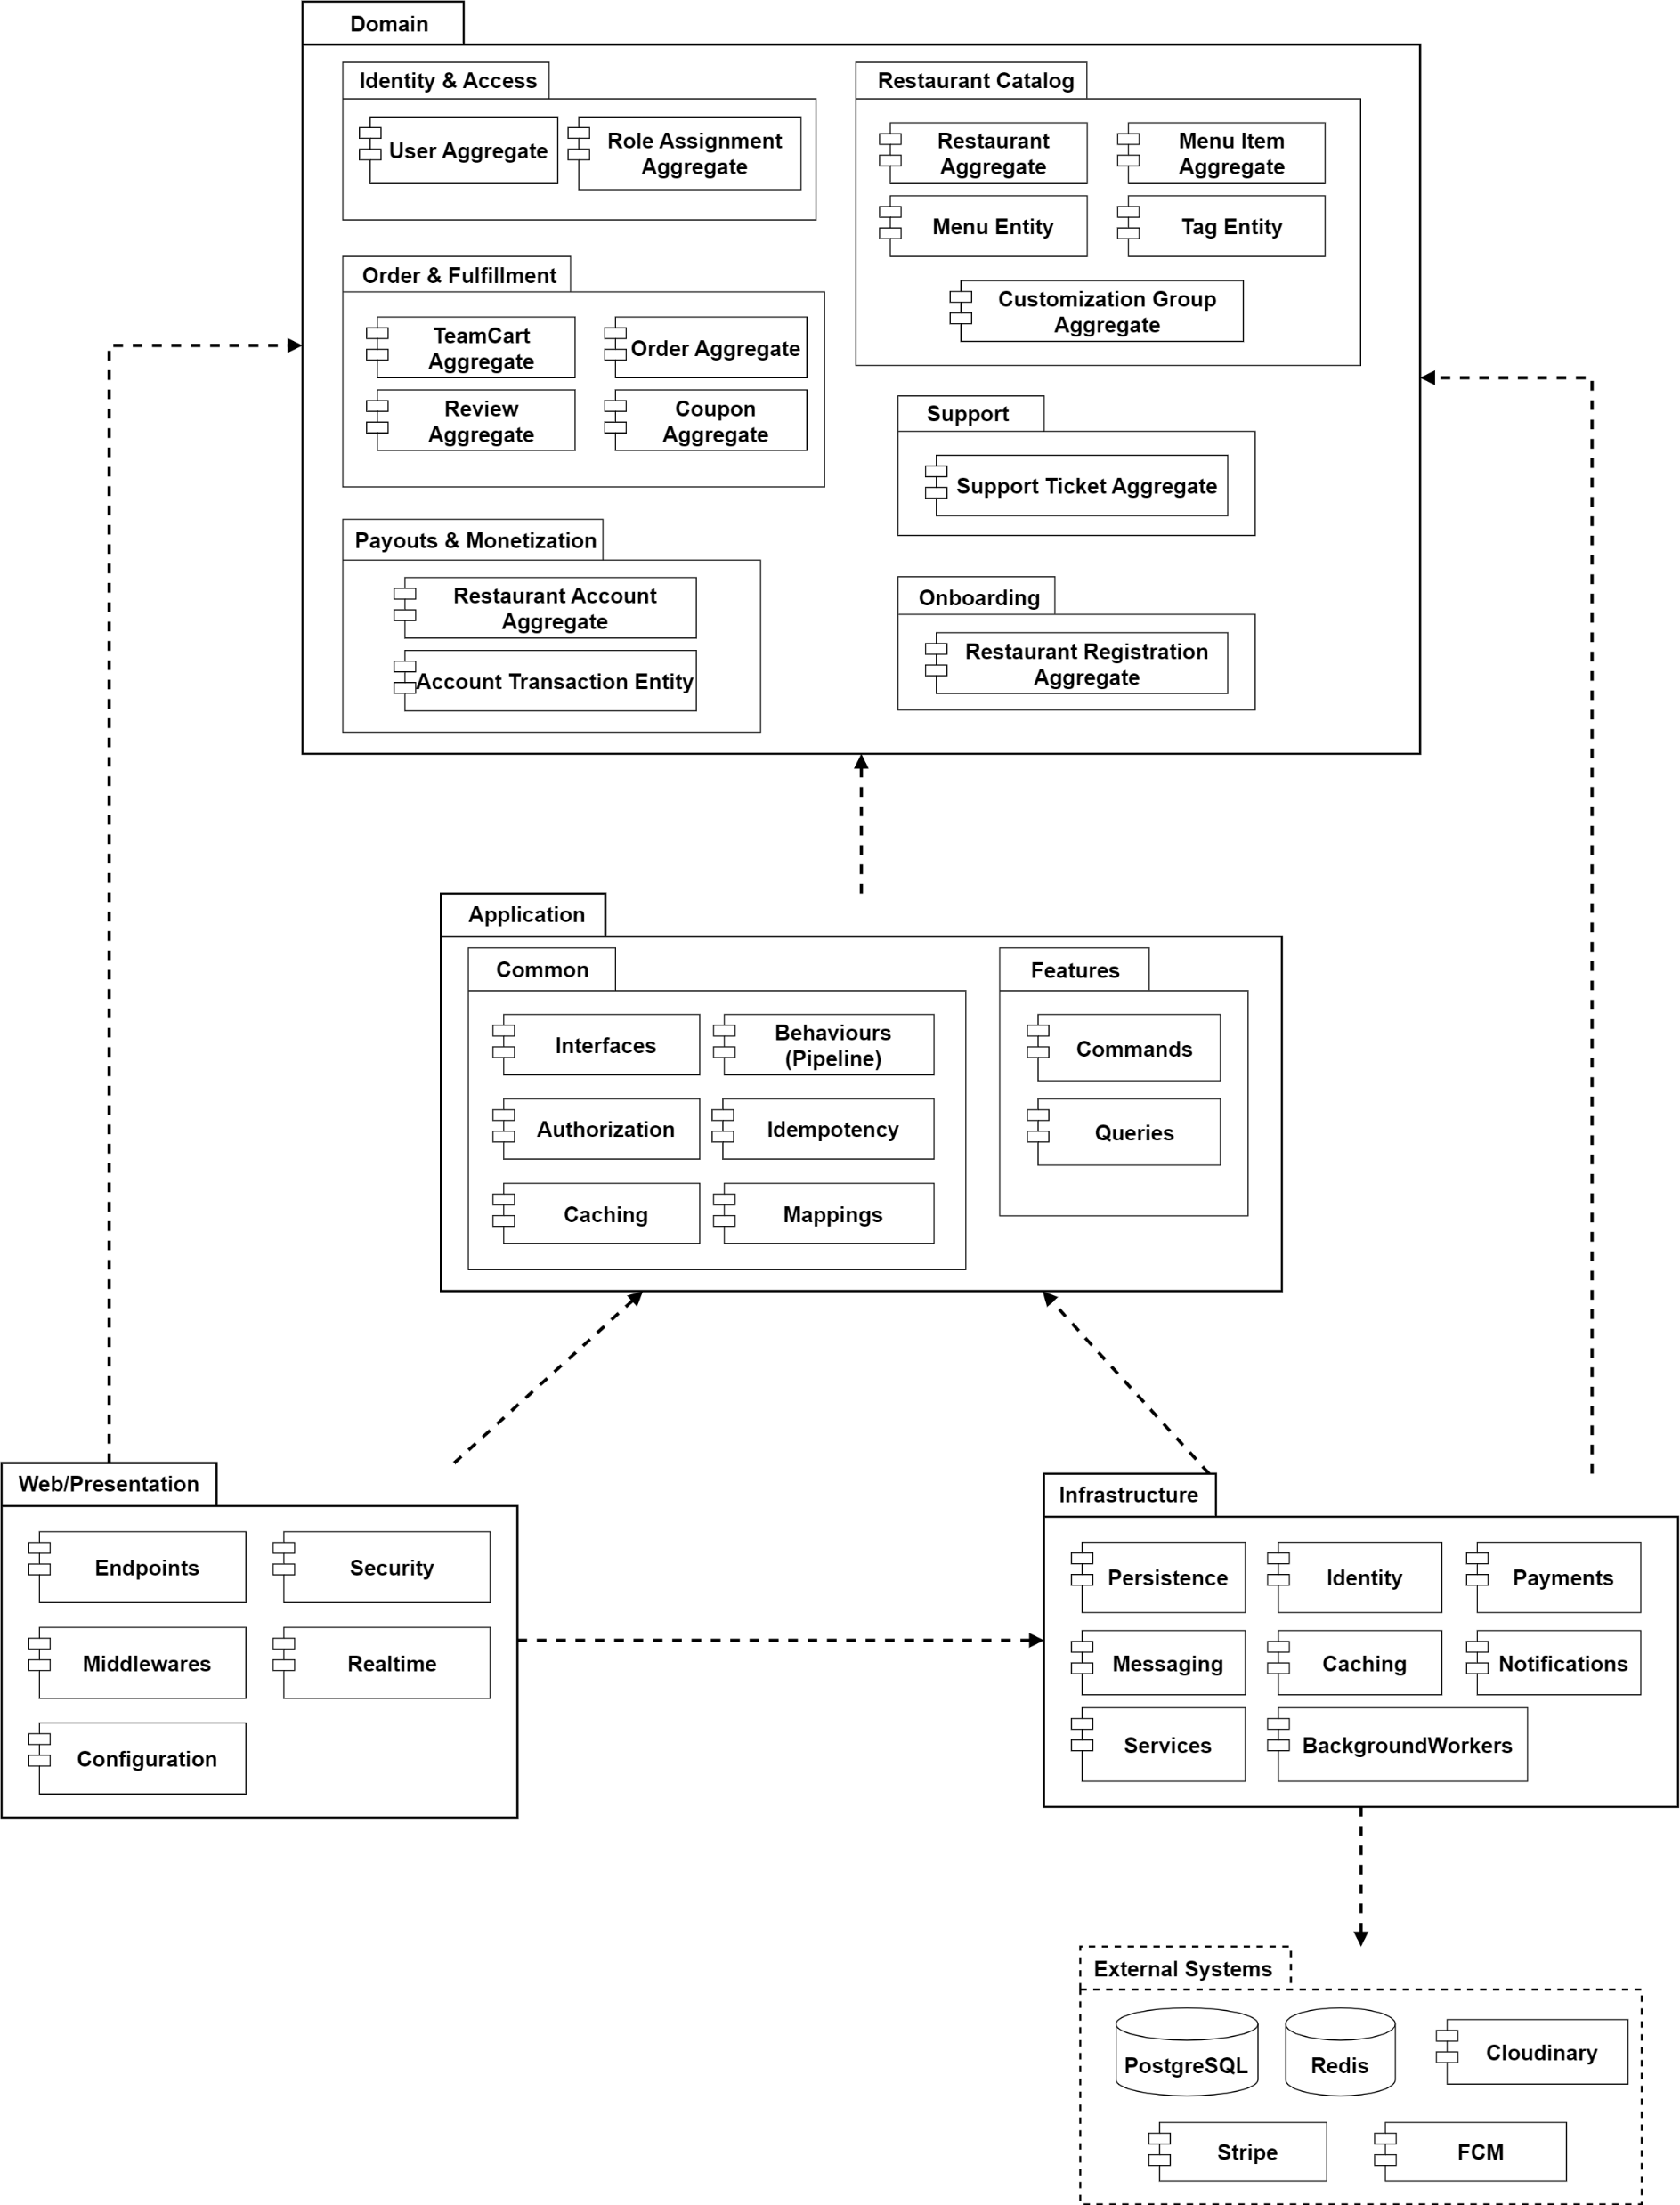 Domain
Identity & Access
User Aggregate
Role Assignment
Aggregate
Restaurant Catalog
Restaurant
Aggregate
Menu Item
Aggregate
Menu Entity
Tag Entity
Customization Group
Aggregate
Order & Fulfillment
TeamCart
Aggregate
Order Aggregate
Review
Aggregate
Coupon
Aggregate
Support
Support Ticket Aggregate
Payouts & Monetization
Restaurant Account
Aggregate
Account Transaction Entity
Onboarding
Restaurant Registration
Aggregate
Application
Common
Interfaces
Behaviours
(Pipeline)
Authorization
Idempotency
Caching
Mappings
Features
Commands
Queries
Web/Presentation
Endpoints
Security
Middlewares
Realtime
Configuration
Infrastructure
Persistence
Identity
Payments
Messaging
Caching
Notifications
Services
BackgroundWorkers
External Systems
PostgreSQL
Redis
Cloudinary
Stripe
FCM